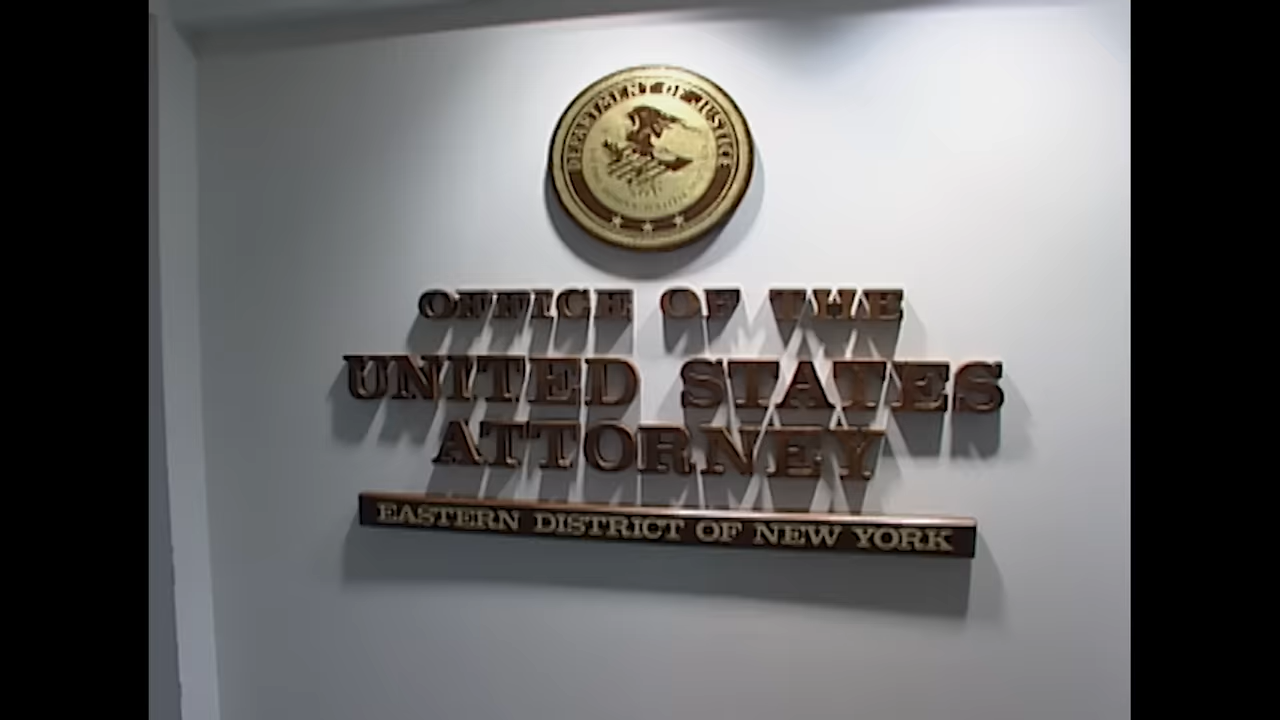 DEPARTMENT OF JUSTICE
OFFICE OF THE
UNITED STATES
ATTORNEY
EASTERN DISTRICT OF NEW YORK